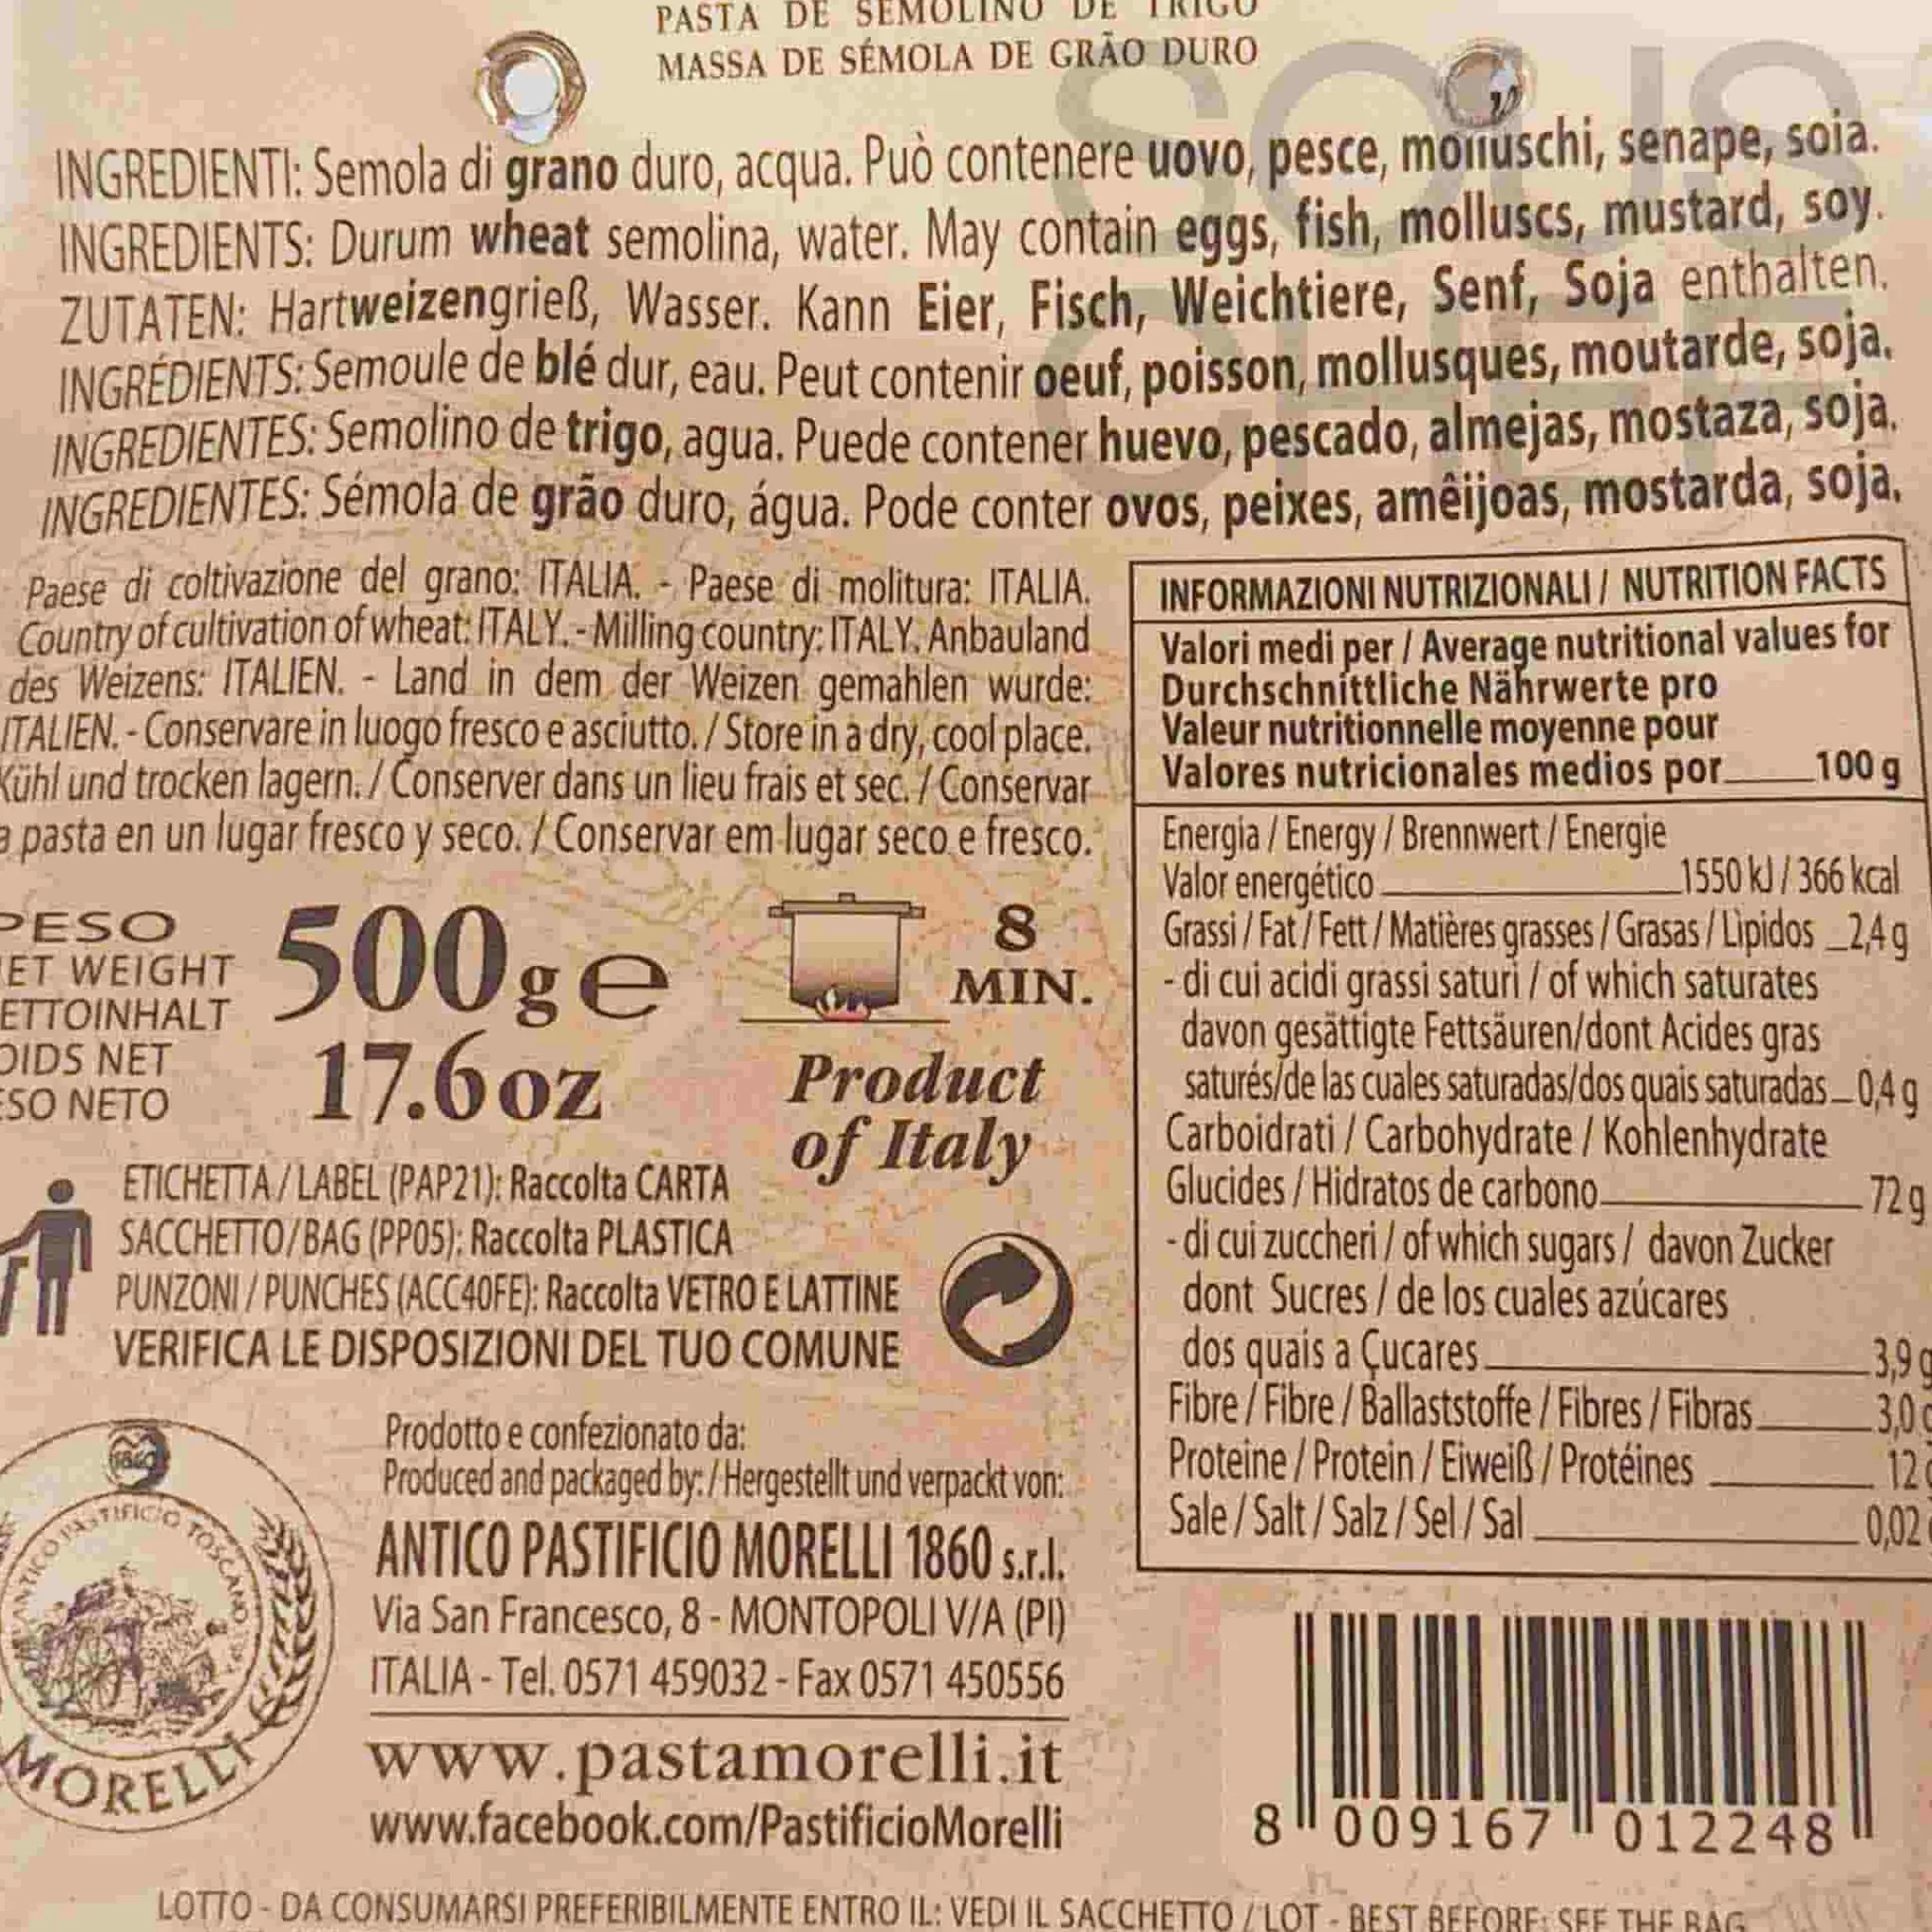 PASTA DE SEMOLINO DE TRIGO
MASSA DE SÉMOLA DE GRÃO DURO
SOUS
CHEF
INGREDIENTI: Semola di grano duro, acqua. Può contenere uovo, pesce, molluschi, senape, soia.
INGREDIENTS: Durum wheat semolina, water. May contain eggs, fish, molluscs, mustard, soy.
ZUTATEN: Hartweizengrieß, Wasser. Kann Eier, Fisch, Weichtiere, Senf, Soja enthalten.
INGRÉDIENTS: Semoule de blé dur, eau. Peut contenir oeuf, poisson, mollusques, moutarde, soja.
INGREDIENTES: Semolino de trigo, agua. Puede contener huevo, pescado, almejas, mostaza, soja.
INGREDIENTES: Sémola de grão duro, água. Pode conter ovos, peixes, amêijoas, mostarda, soja.
Paese di coltivazione del grano: ITALIA. - Paese di molitura: ITALIA.
Country of cultivation of wheat: ITALY. - Milling country: ITALY. Anbauland
des Weizens: ITALIEN. - Land in dem der Weizen gemahlen wurde:
ITALIEN. - Conservare in luogo fresco e asciutto. / Store in a dry, cool place.
Kühl und trocken lagern. / Conserver dans un lieu frais et sec. / Conservar
a pasta en un lugar fresco y seco. / Conservar em lugar seco e fresco.
PESO
ET WEIGHT
ETTOINHALT
OIDS NET
ESO NETO
500g e
17.6oz
8
MIN.
Product
of Italy
ETICHETTA / LABEL (PAP21): Raccolta CARTA
SACCHETTO/BAG (PP05): Raccolta PLASTICA
PUNZONI / PUNCHES (ACC40FE): Raccolta VETRO E LATTINE
VERIFICA LE DISPOSIZIONI DEL TUO COMUNE
ANTICO PASTIFICIO TOSCANO
1860
MORELLI
Prodotto e confezionato da:
Produced and packaged by: / Hergestellt und verpackt von:
ANTICO PASTIFICIO MORELLI 1860 s.r.l.
Via San Francesco, 8 - MONTOPOLI V/A (PI)
ITALIA - Tel. 0571 459032 - Fax 0571 450556
www.pastamorelli.it
www.facebook.com/PastificioMorelli
INFORMAZIONI NUTRIZIONALI / NUTRITION FACTS
Valori medi per / Average nutritional values for
Durchschnittliche Nährwerte pro
Valeur nutritionnelle moyenne pour
Valores nutricionales medios por 100 g
Energia / Energy / Brennwert / Energie
Valor energético 1550 kJ / 366 kcal
Grassi / Fat / Fett / Matières grasses / Grasas / Lìpidos 2,4 g
- di cui acidi grassi saturi / of which saturates
davon gesättigte Fettsäuren/dont Acides gras
saturés/de las cuales saturadas/dos quais saturadas 0,4 g
Carboidrati / Carbohydrate / Kohlenhydrate
Glucides / Hidratos de carbono 72 g
- di cui zuccheri / of which sugars / davon Zucker
dont Sucres / de los cuales azúcares
dos quais a Çucares 3,9 g
Fibre / Fibre / Ballaststoffe / Fibres / Fibras 3,0 g
Proteine / Protein / Eiweiß / Protéines 12 g
Sale / Salt / Salz / Sel / Sal 0,02 g
8 009167 012248
LOTTO - DA CONSUMARSI PREFERIBILMENTE ENTRO IL: VEDI IL SACCHETTO / LOT - BEST BEFORE: SEE THE BAG